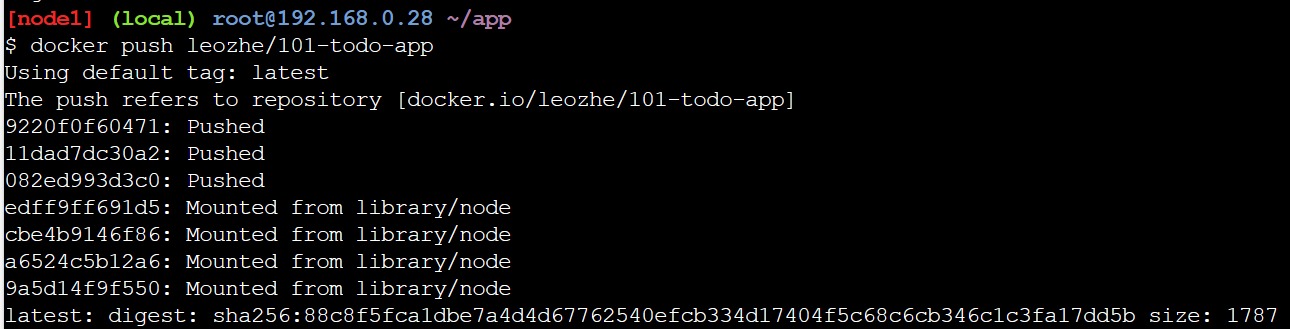 [node1] (local) root@192.168.0.28 ~/app
$ docker push leozhe/101-todo-app
Using default tag: latest
The push refers to repository [docker.io/leozhe/101-todo-app]
9220f0f60471: Pushed
11dad7dc30a2: Pushed
082ed993d3c0: Pushed
edff9ff691d5: Mounted from library/node
cbe4b9146f86: Mounted from library/node
a6524c5b12a6: Mounted from library/node
9a5d14f9f550: Mounted from library/node
latest: digest: sha256:88c8f5fca1dbe7a4d4d67762540efcb334d17404f5c68c6cb346c1c3fa17dd5b size: 1787